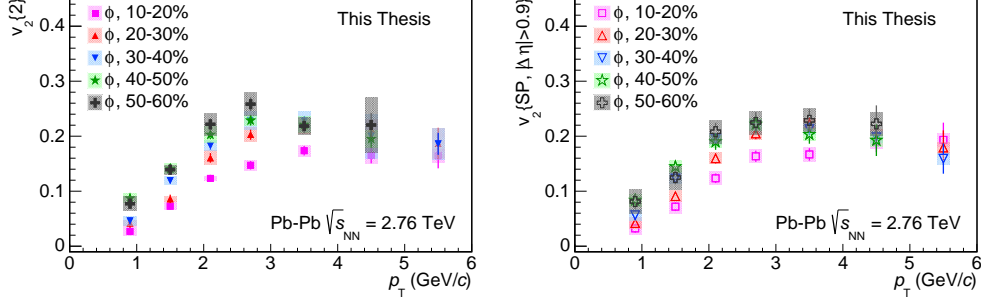 v2{2}
0.4
0.3
0.2
0.1
0
ϕ, 10-20%
ϕ, 20-30%
ϕ, 30-40%
ϕ, 40-50%
ϕ, 50-60%
This Thesis
Pb-Pb √sNN = 2.76 TeV
0 1 2 3 4 5 6
pT (GeV/c)
v2{SP, |Δη|>0.9}
0.4
0.3
0.2
0.1
0
ϕ, 10-20%
ϕ, 20-30%
ϕ, 30-40%
ϕ, 40-50%
ϕ, 50-60%
This Thesis
Pb-Pb √sNN = 2.76 TeV
0 1 2 3 4 5 6
pT (GeV/c)